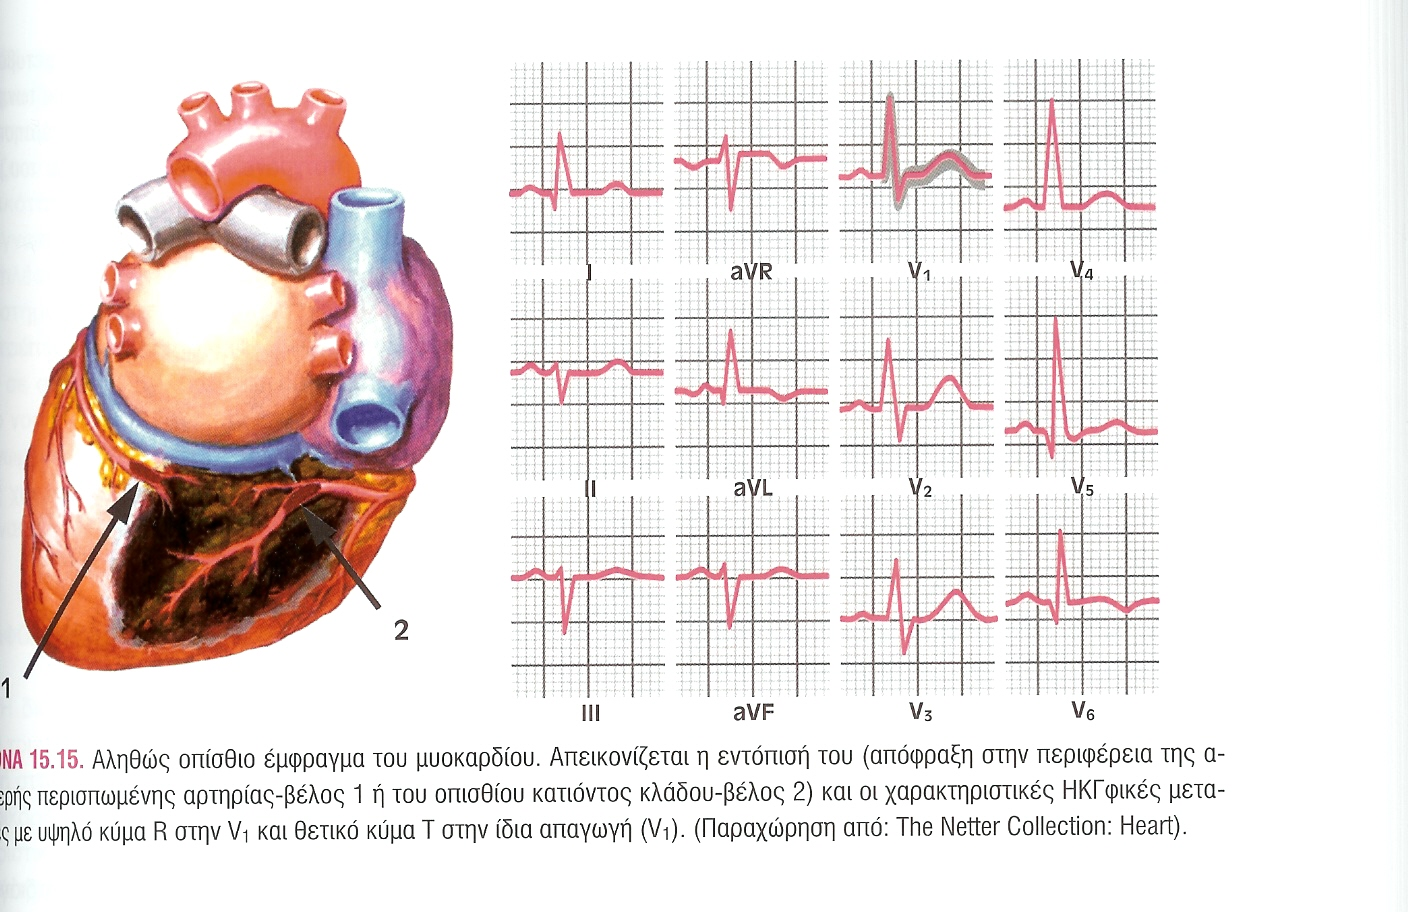 I aVR V₁ V₄
II aVL V₂ V₅
1
2
III aVF V₃ V₆
15.15. Αληθώς οπίσθιο έμφραγμα του μυοκαρδίου. Απεικονίζεται η εντόπισή του (απόφραξη στην περιφέρεια της α-
περισπωμένης αρτηρίας-βέλος 1 ή του οπισθίου κατιόντος κλάδου-βέλος 2) και οι χαρακτηριστικές ΗΚΓφικές μετα-
με υψηλό κύμα R στην V₁ και θετικό κύμα Τ στην ίδια απαγωγή (V₁). (Παραχώρηση από: The Netter Collection: Heart).